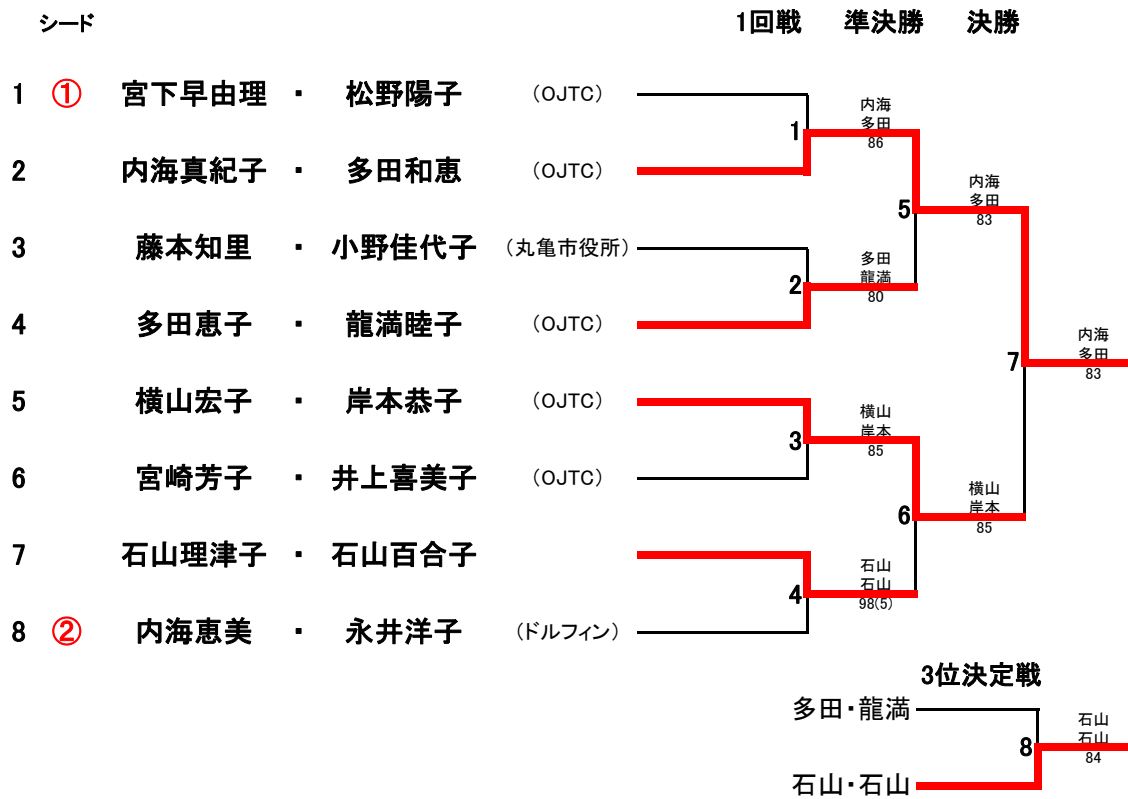 シード 1回戦 準決勝 決勝
1 ① 宮下早由理 ・ 松野陽子 (OJTC)
内海
多田
86
1
2 内海真紀子 ・ 多田和恵 (OJTC)
内海
多田
83
5
3 藤本知里 ・ 小野佳代子 (丸亀市役所)
多田
龍満
80
2
4 多田恵子 ・ 龍満睦子 (OJTC)
内海
多田
83
7
5 横山宏子 ・ 岸本恭子 (OJTC)
横山
岸本
85
3
6 宮崎芳子 ・ 井上喜美子 (OJTC)
横山
岸本
85
6
7 石山理津子 ・ 石山百合子
石山
石山
98(5)
4
8 ② 内海恵美 ・ 永井洋子 (ドルフィン)
3位決定戦
多田・龍満
石山
石山
84
8
石山・石山